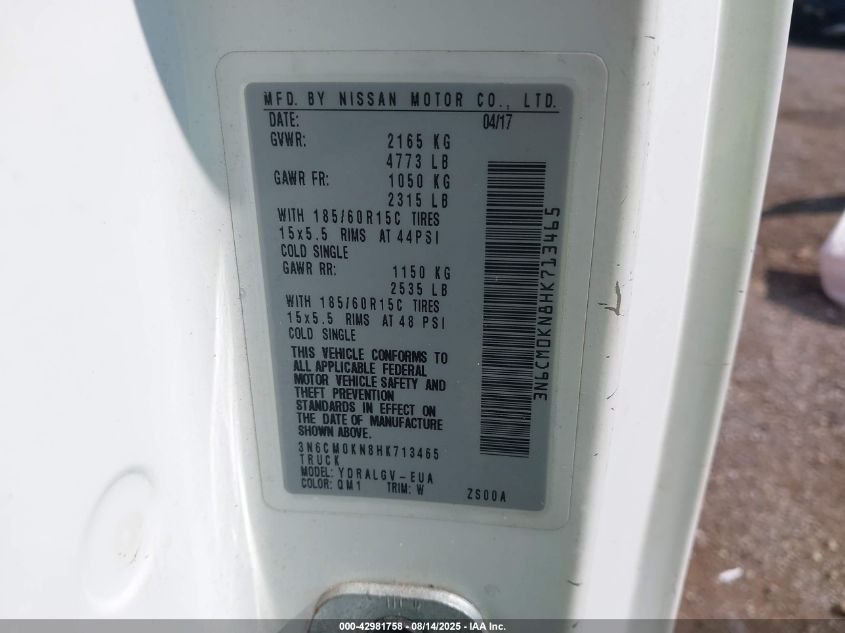 MFD. BY NISSAN MOTOR CO., LTD.
DATE: 04/17
GVWR: 2165 KG
4773 LB
GAWR FR: 1050 KG
2315 LB
WITH 185/60R15C TIRES
15x5.5 RIMS AT 44PSI
COLD SINGLE
GAWR RR: 1150 KG
2535 LB
WITH 185/60R15C TIRES
15x5.5 RIMS AT 48 PSI
COLD SINGLE
THIS VEHICLE CONFORMS TO
ALL APPLICABLE FEDERAL
MOTOR VEHICLE SAFETY AND
THEFT PREVENTION
STANDARDS IN EFFECT ON
THE DATE OF MANUFACTURE
SHOWN ABOVE.
3N6CM0KN8HK713465
TRUCK
MODEL: YDRALGV-EUA
COLOR: QM1 TRIM: W ZS00A
3N6CM0KN8HK713465
000-42981758 - 08/14/2025 - IAA Inc.